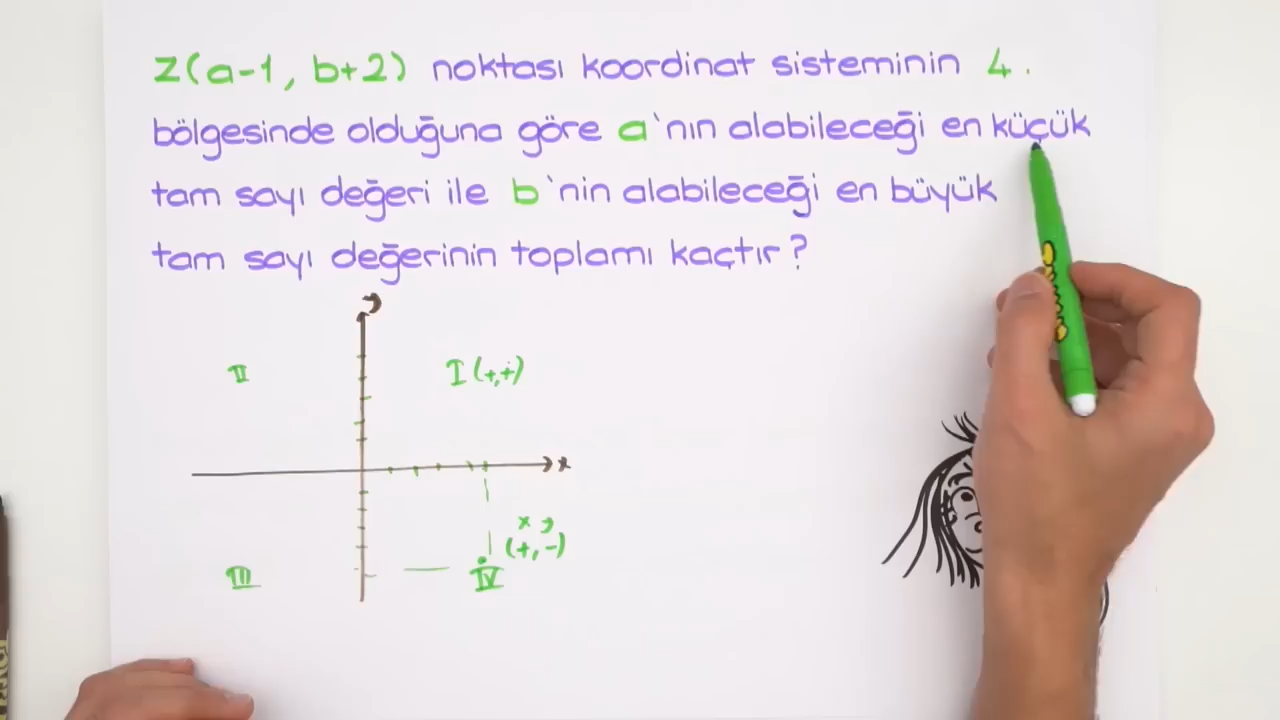 Z(a-1, b+2) noktası koordinat sisteminin 4.
bölgesinde olduğuna göre a'nın alabileceği en küçük
tam sayı değeri ile b'nin alabileceği en büyük
tam sayı değerinin toplamı kaçtır?
y
II
I (+,+)
x
x y
(+,-)
III
IV